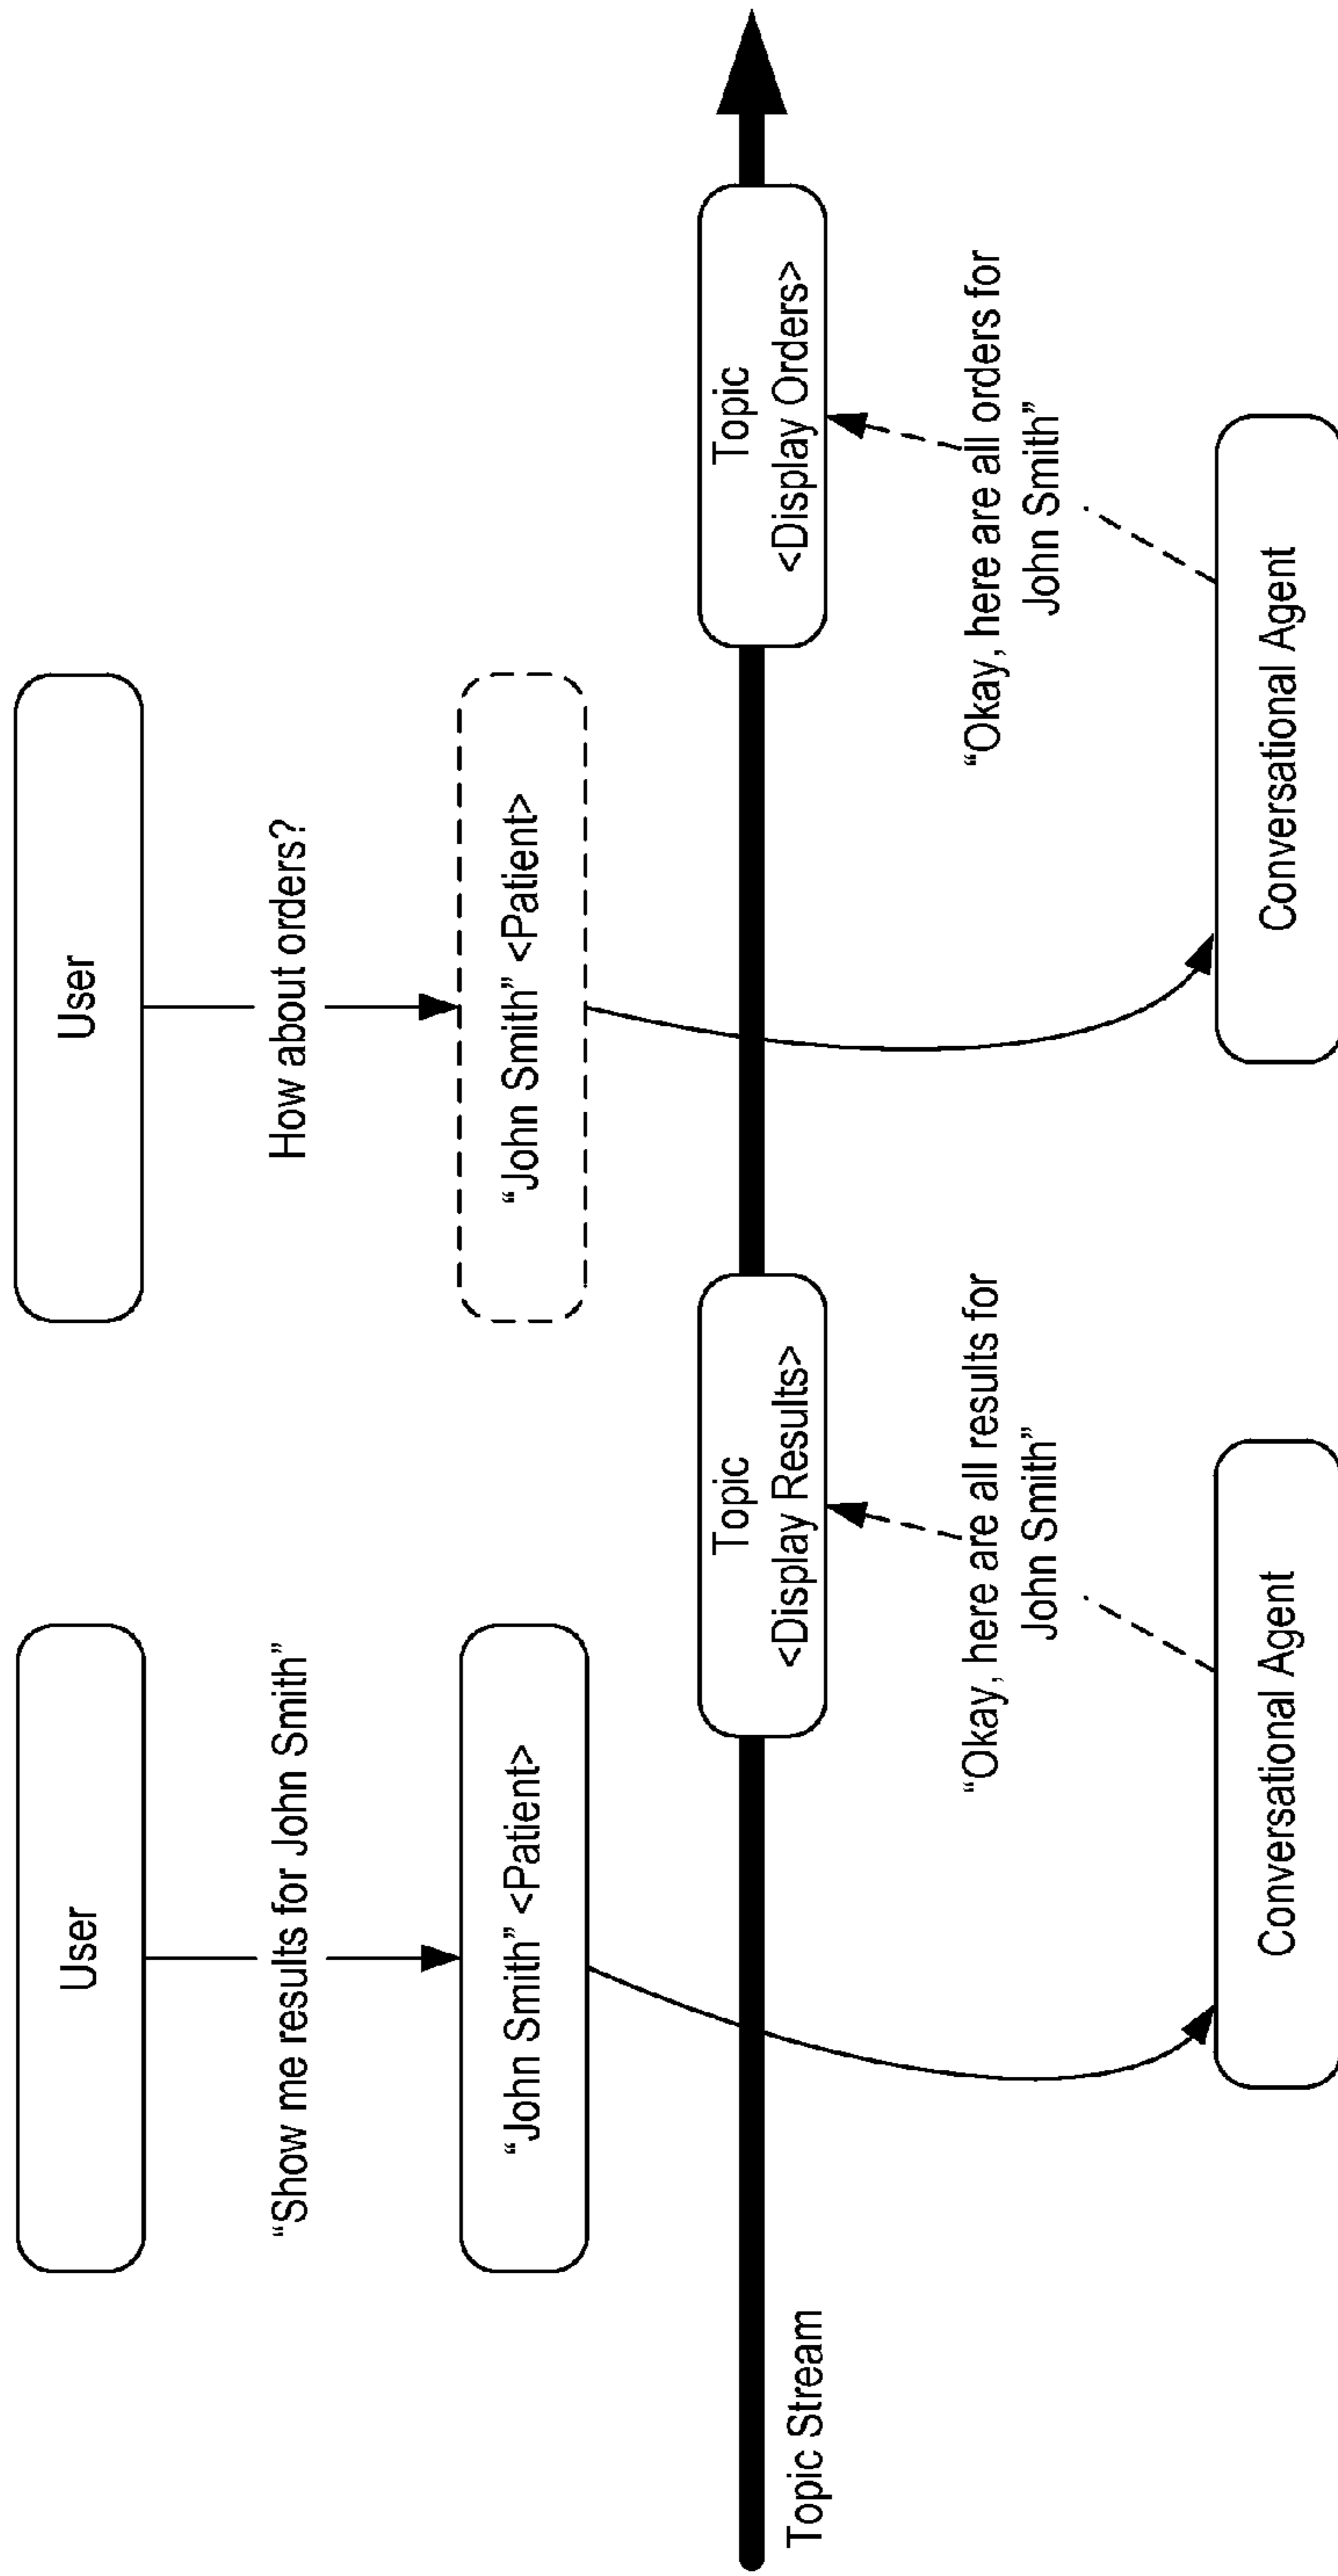 User
User
“Show me results for John Smith”
How about orders?
“John Smith” <Patient>
“John Smith” <Patient>
Topic Stream
Topic
<Display Results>
Topic
<Display Orders>
“Okay, here are all results for
John Smith”
“Okay, here are all orders for
John Smith”
Conversational Agent
Conversational Agent